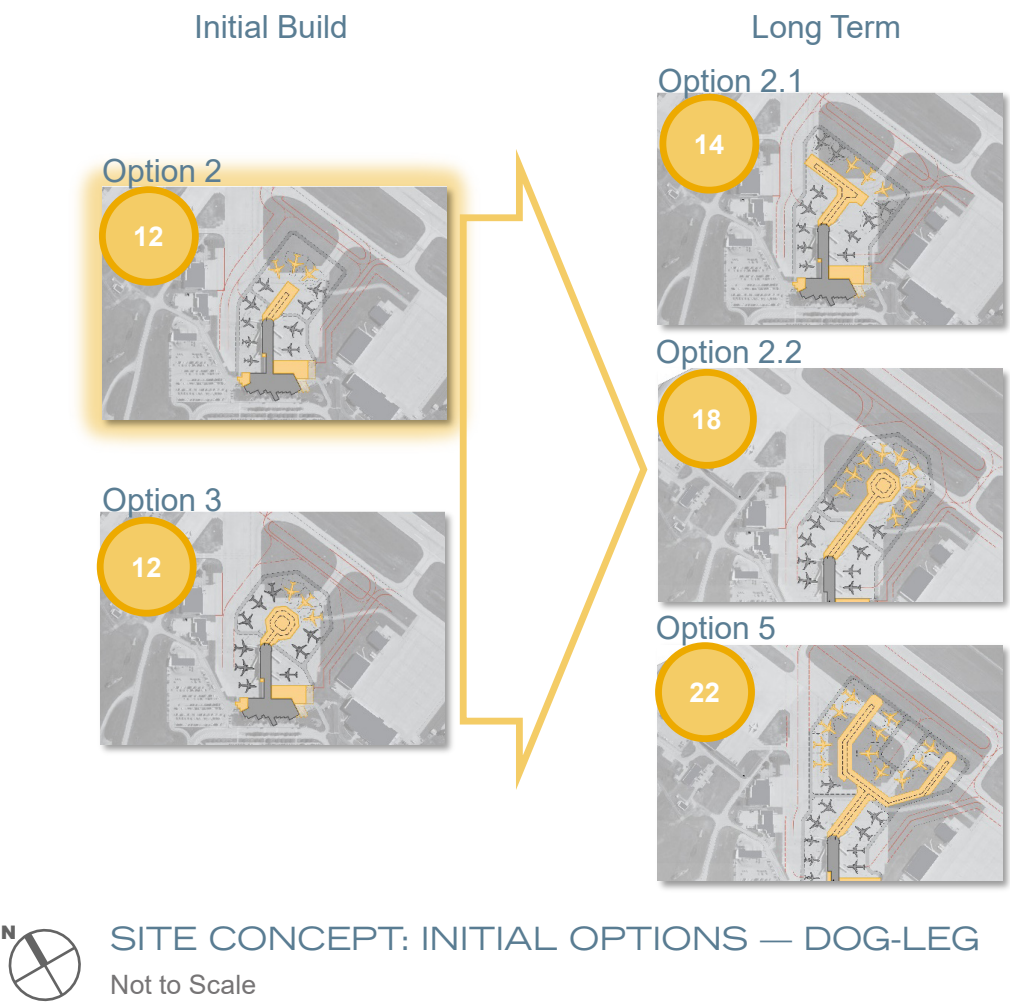 Initial Build
Long Term
Option 2
12
Option 3
12
Option 2.1
14
Option 2.2
18
Option 5
22
N
SITE CONCEPT: INITIAL OPTIONS — DOG-LEG
Not to Scale